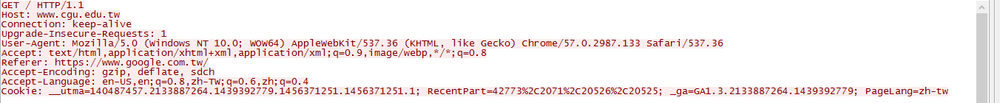 GET / HTTP/1.1
Host: www.cgu.edu.tw
Connection: keep-alive
Upgrade-Insecure-Requests: 1
User-Agent: Mozilla/5.0 (Windows NT 10.0; WOW64) AppleWebKit/537.36 (KHTML, like Gecko) Chrome/57.0.2987.133 Safari/537.36
Accept: text/html,application/xhtml+xml,application/xml;q=0.9,image/webp,*/*;q=0.8
Referer: https://www.google.com.tw/
Accept-Encoding: gzip, deflate, sdch
Accept-Language: en-US,en;q=0.8,zh-TW;q=0.6,zh;q=0.4
Cookie: __utma=140487457.2133887264.1439392779.1456371251.1456371251.1; RecentPart=42773%2C2071%2C20526%2c20525; _ga=GA1.3.2133887264.1439392779; PageLang=zh-tw